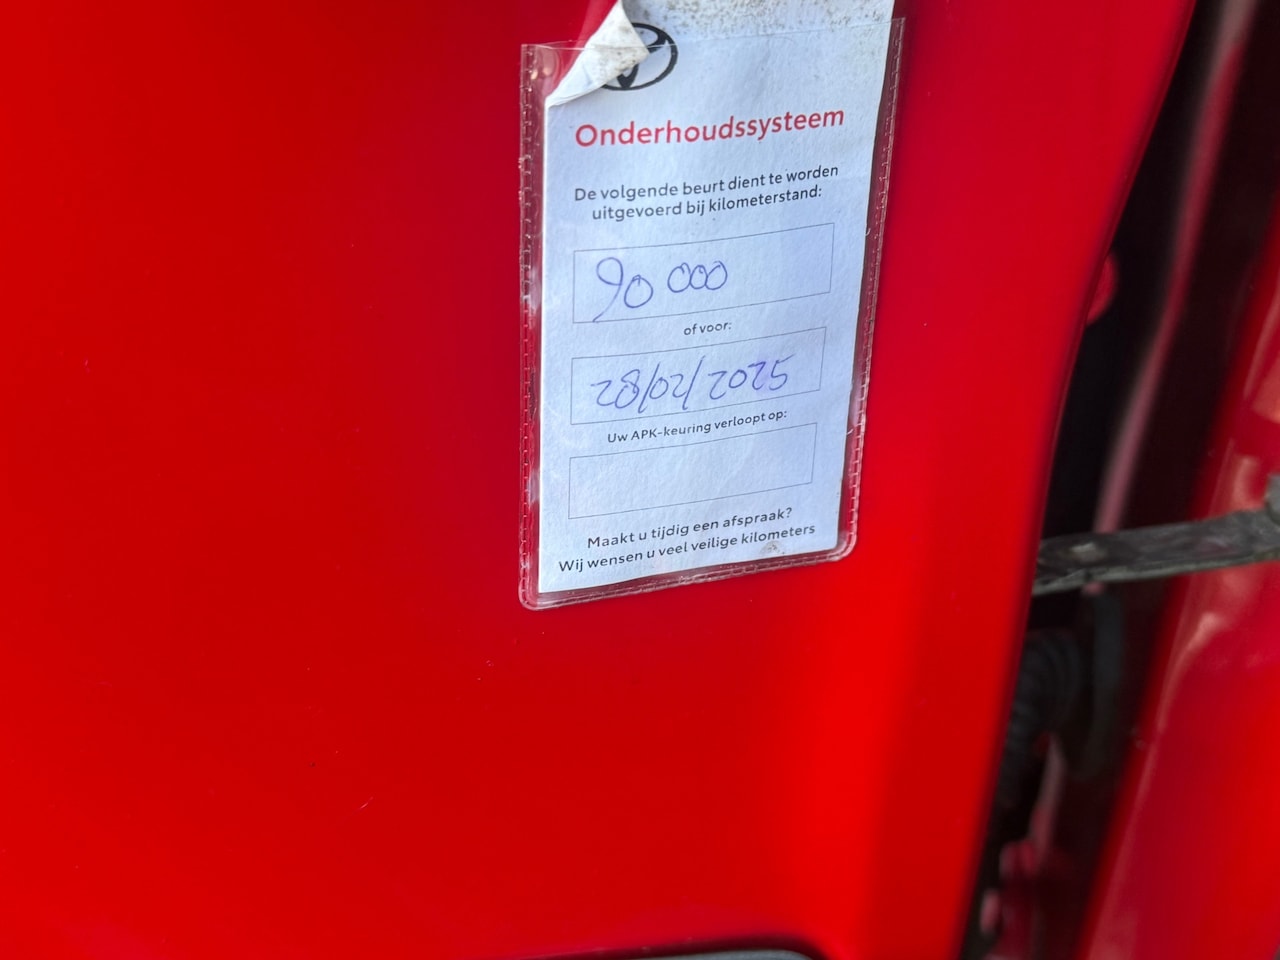 Onderhoudssysteem
De volgende beurt dient te worden
uitgevoerd bij kilometerstand:
90 000
of voor:
28/02/2025
Uw APK-keuring verloopt op:
Maakt u tijdig een afspraak?
Wij wensen u veel veilige kilometers